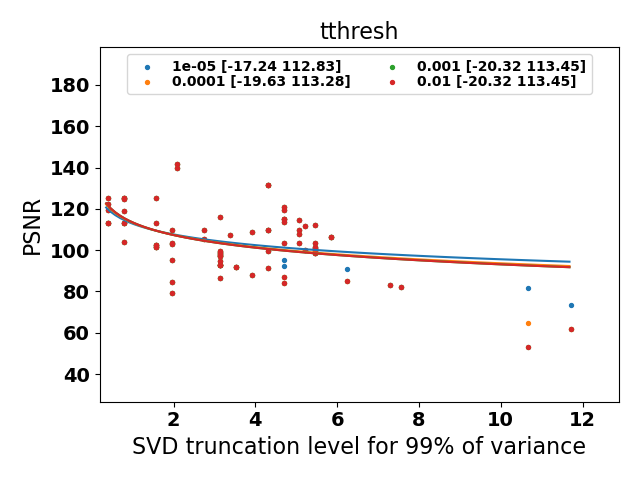 tthresh
1e-05 [-17.24 112.83]
0.0001 [-19.63 113.28]
0.001 [-20.32 113.45]
0.01 [-20.32 113.45]
PSNR
180
160
140
120
100
80
60
40
2 4 6 8 10 12
SVD truncation level for 99% of variance